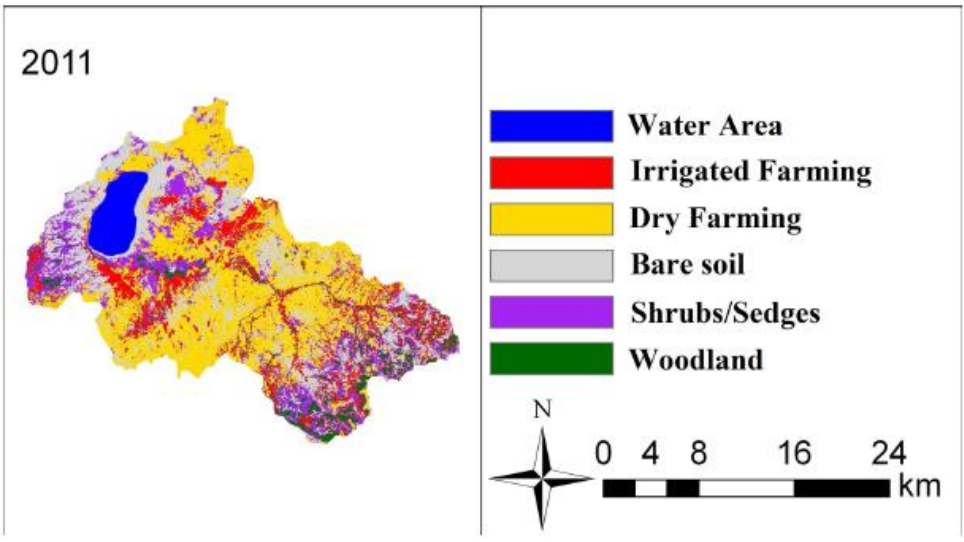 2011
Water Area
Irrigated Farming
Dry Farming
Bare soil
Shrubs/Sedges
Woodland
N
0 4 8 16 24
km